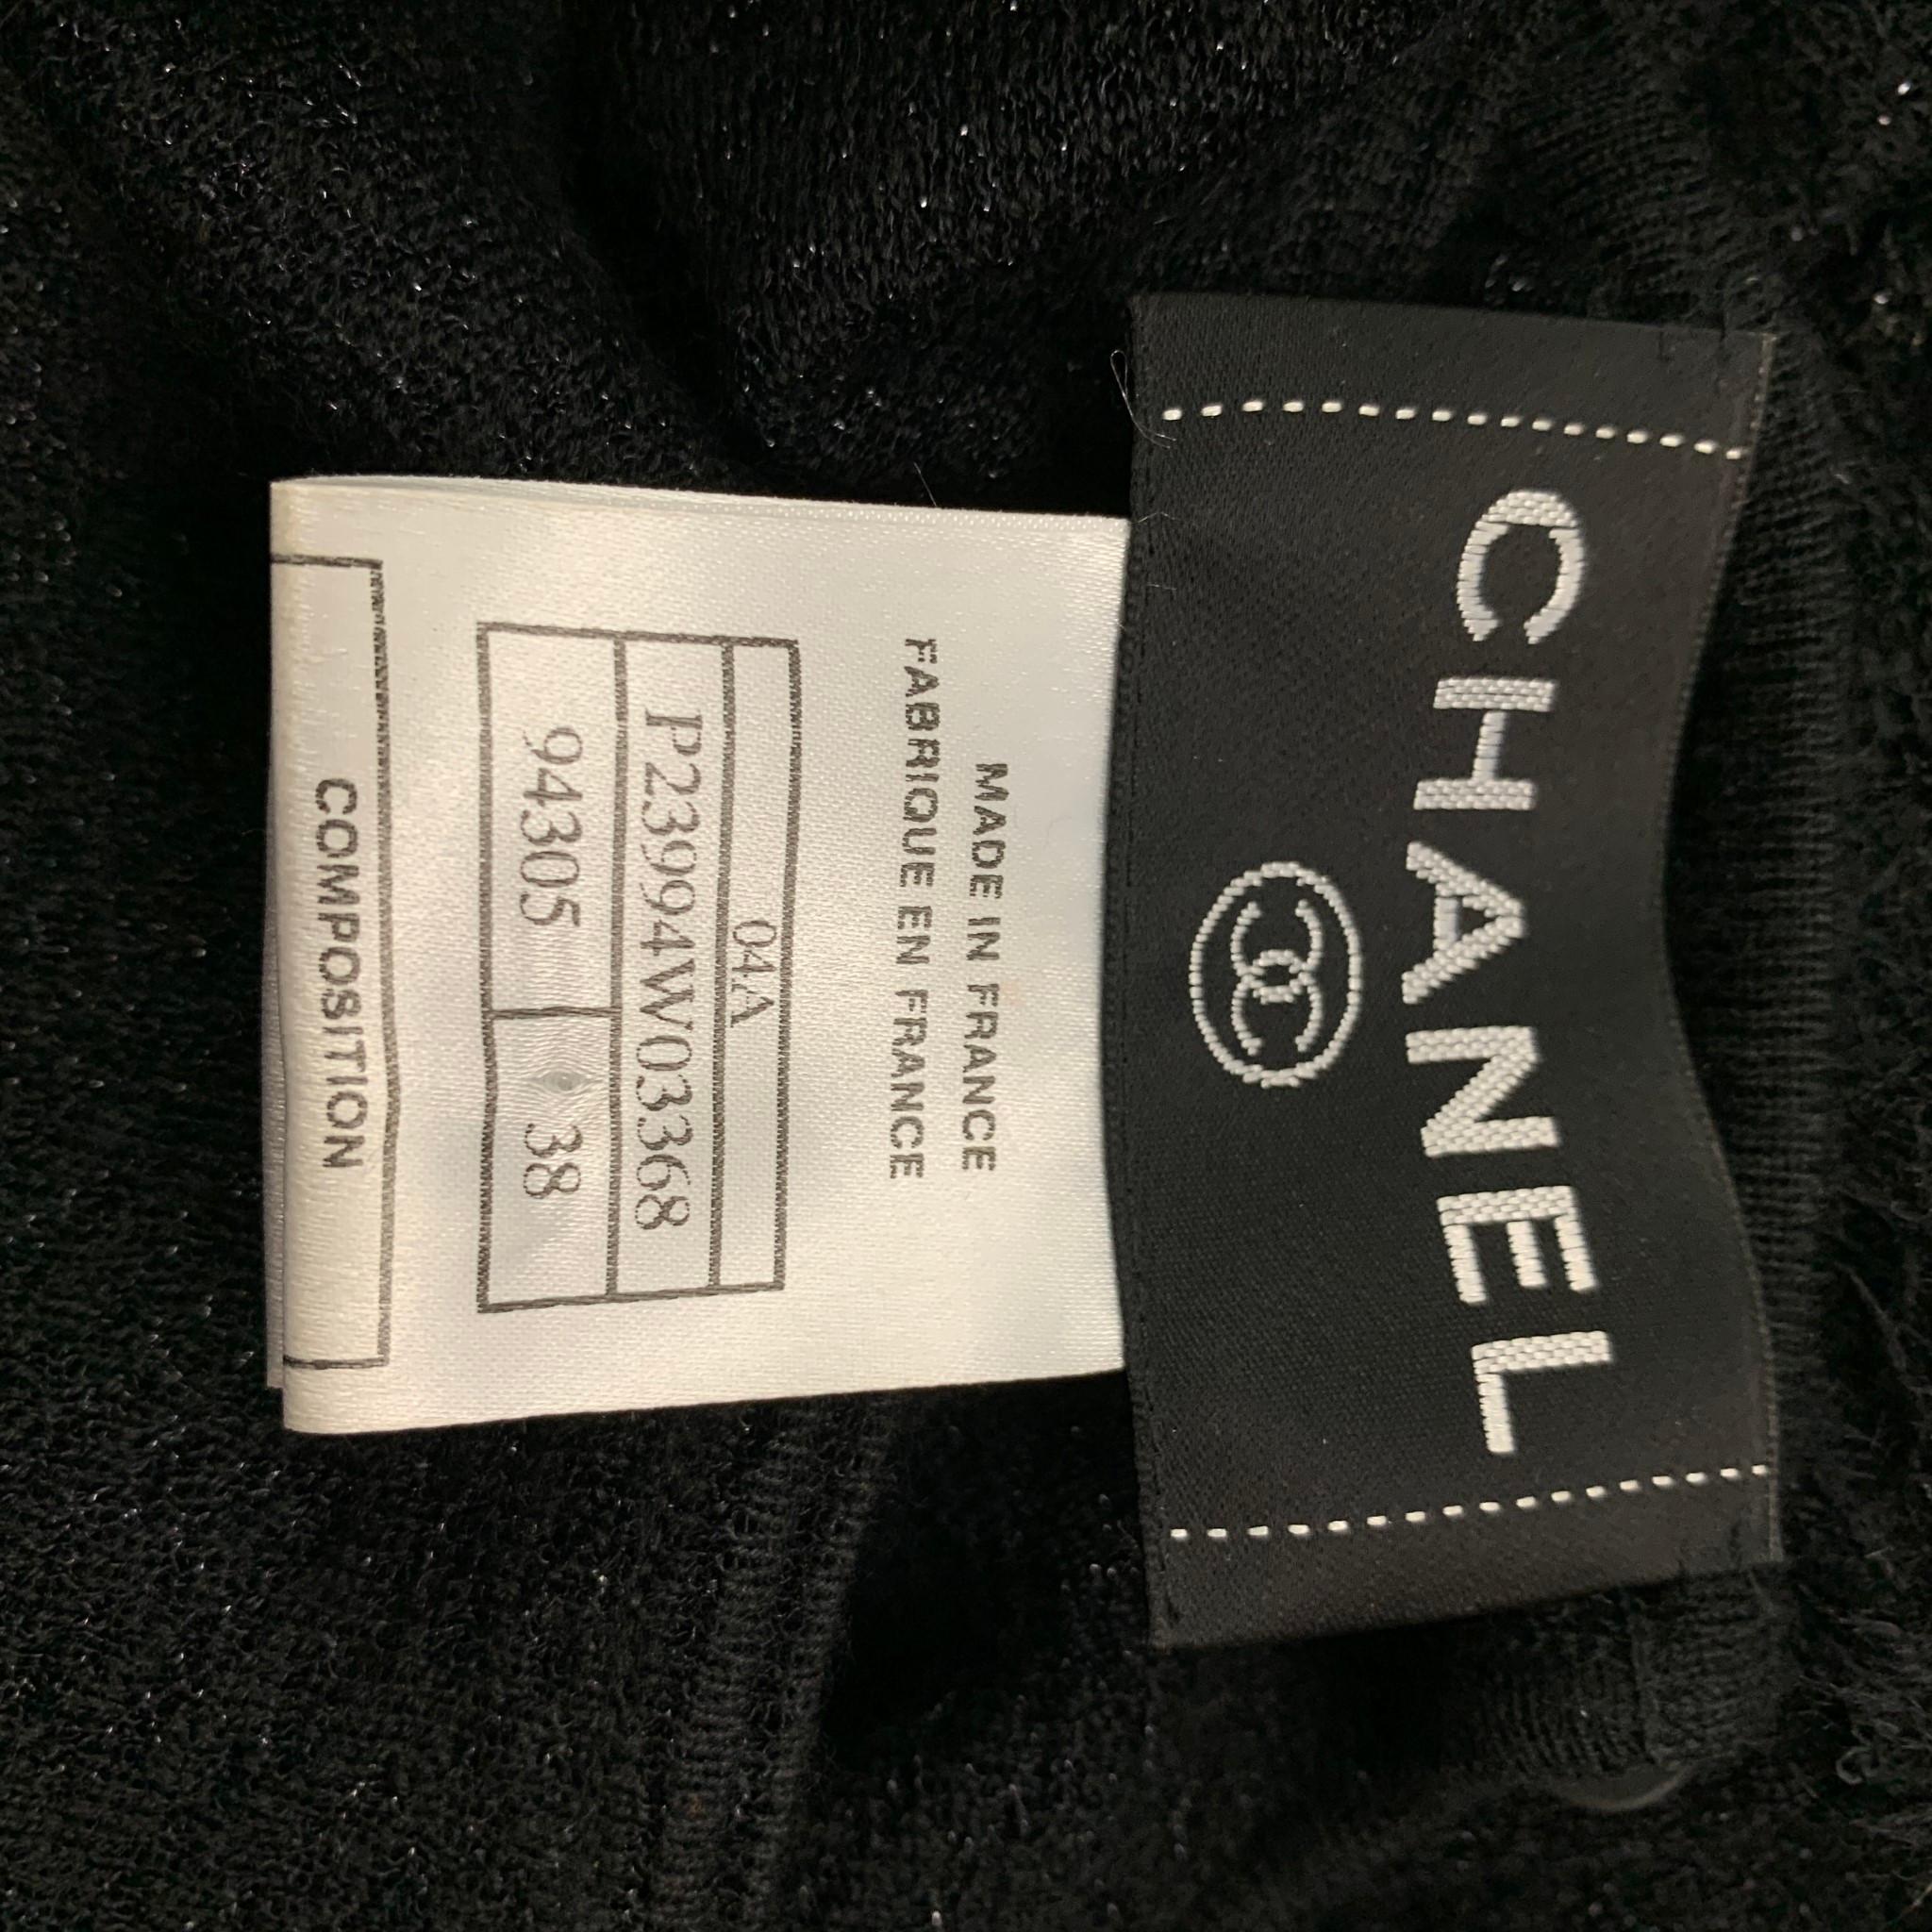 CHANEL
MADE IN FRANCE
FABRIQUE EN FRANCE
04A
P23994W03368
94305 38
COMPOSITION